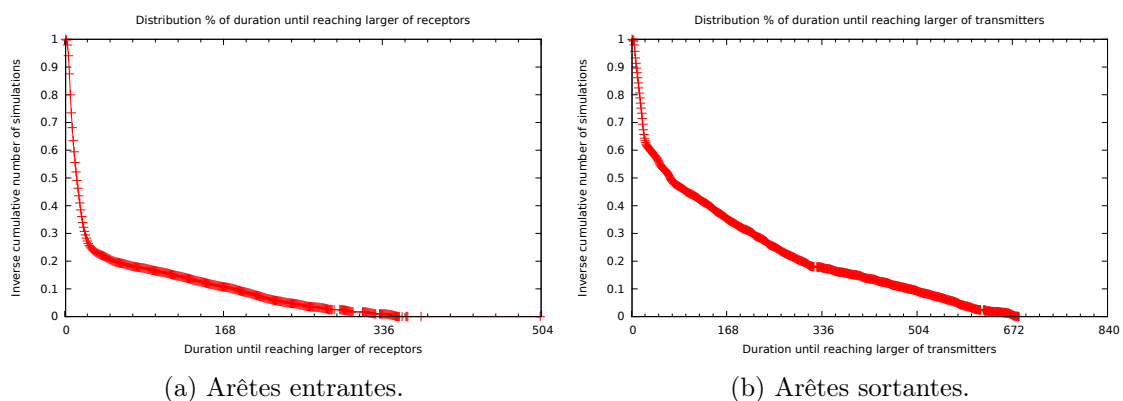 Distribution % of duration until reaching larger of receptors
Inverse cumulative number of simulations
1
0.9
0.8
0.7
0.6
0.5
0.4
0.3
0.2
0.1
0
0 168 336 504
Duration until reaching larger of receptors
(a) Arêtes entrantes.
Distribution % of duration until reaching larger of transmitters
Inverse cumulative number of simulations
1
0.9
0.8
0.7
0.6
0.5
0.4
0.3
0.2
0.1
0
0 168 336 504 672 840
Duration until reaching larger of transmitters
(b) Arêtes sortantes.